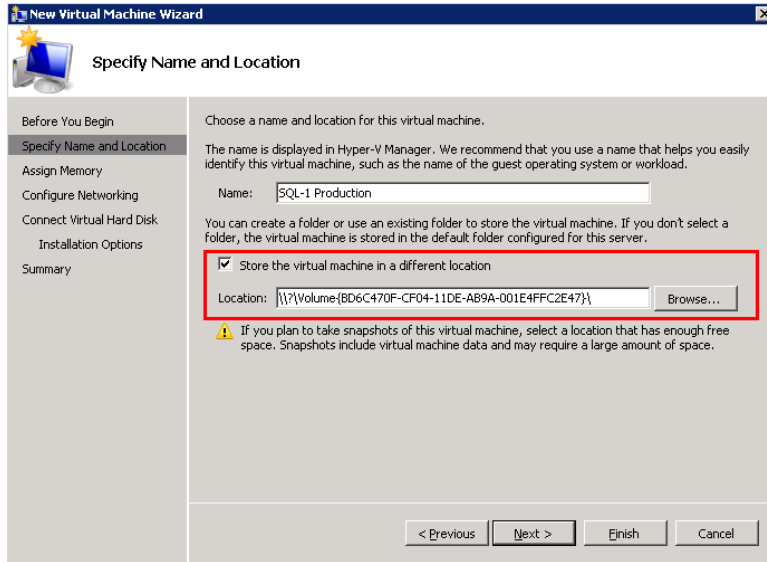 New Virtual Machine Wizard
Specify Name and Location
Before You Begin
Specify Name and Location
Assign Memory
Configure Networking
Connect Virtual Hard Disk
Installation Options
Summary
Choose a name and location for this virtual machine.
The name is displayed in Hyper-V Manager. We recommend that you use a name that helps you easily
identify this virtual machine, such as the name of the guest operating system or workload.
Name: SQL-1 Production
You can create a folder or use an existing folder to store the virtual machine. If you don't select a
folder, the virtual machine is stored in the default folder configured for this server.
Store the virtual machine in a different location
Location: \\?\Volume{BD6C470F-CF04-11DE-AB9A-001E4FFC2E47}\ Browse...
If you plan to take snapshots of this virtual machine, select a location that has enough free
space. Snapshots include virtual machine data and may require a large amount of space.
< Previous Next > Finish Cancel